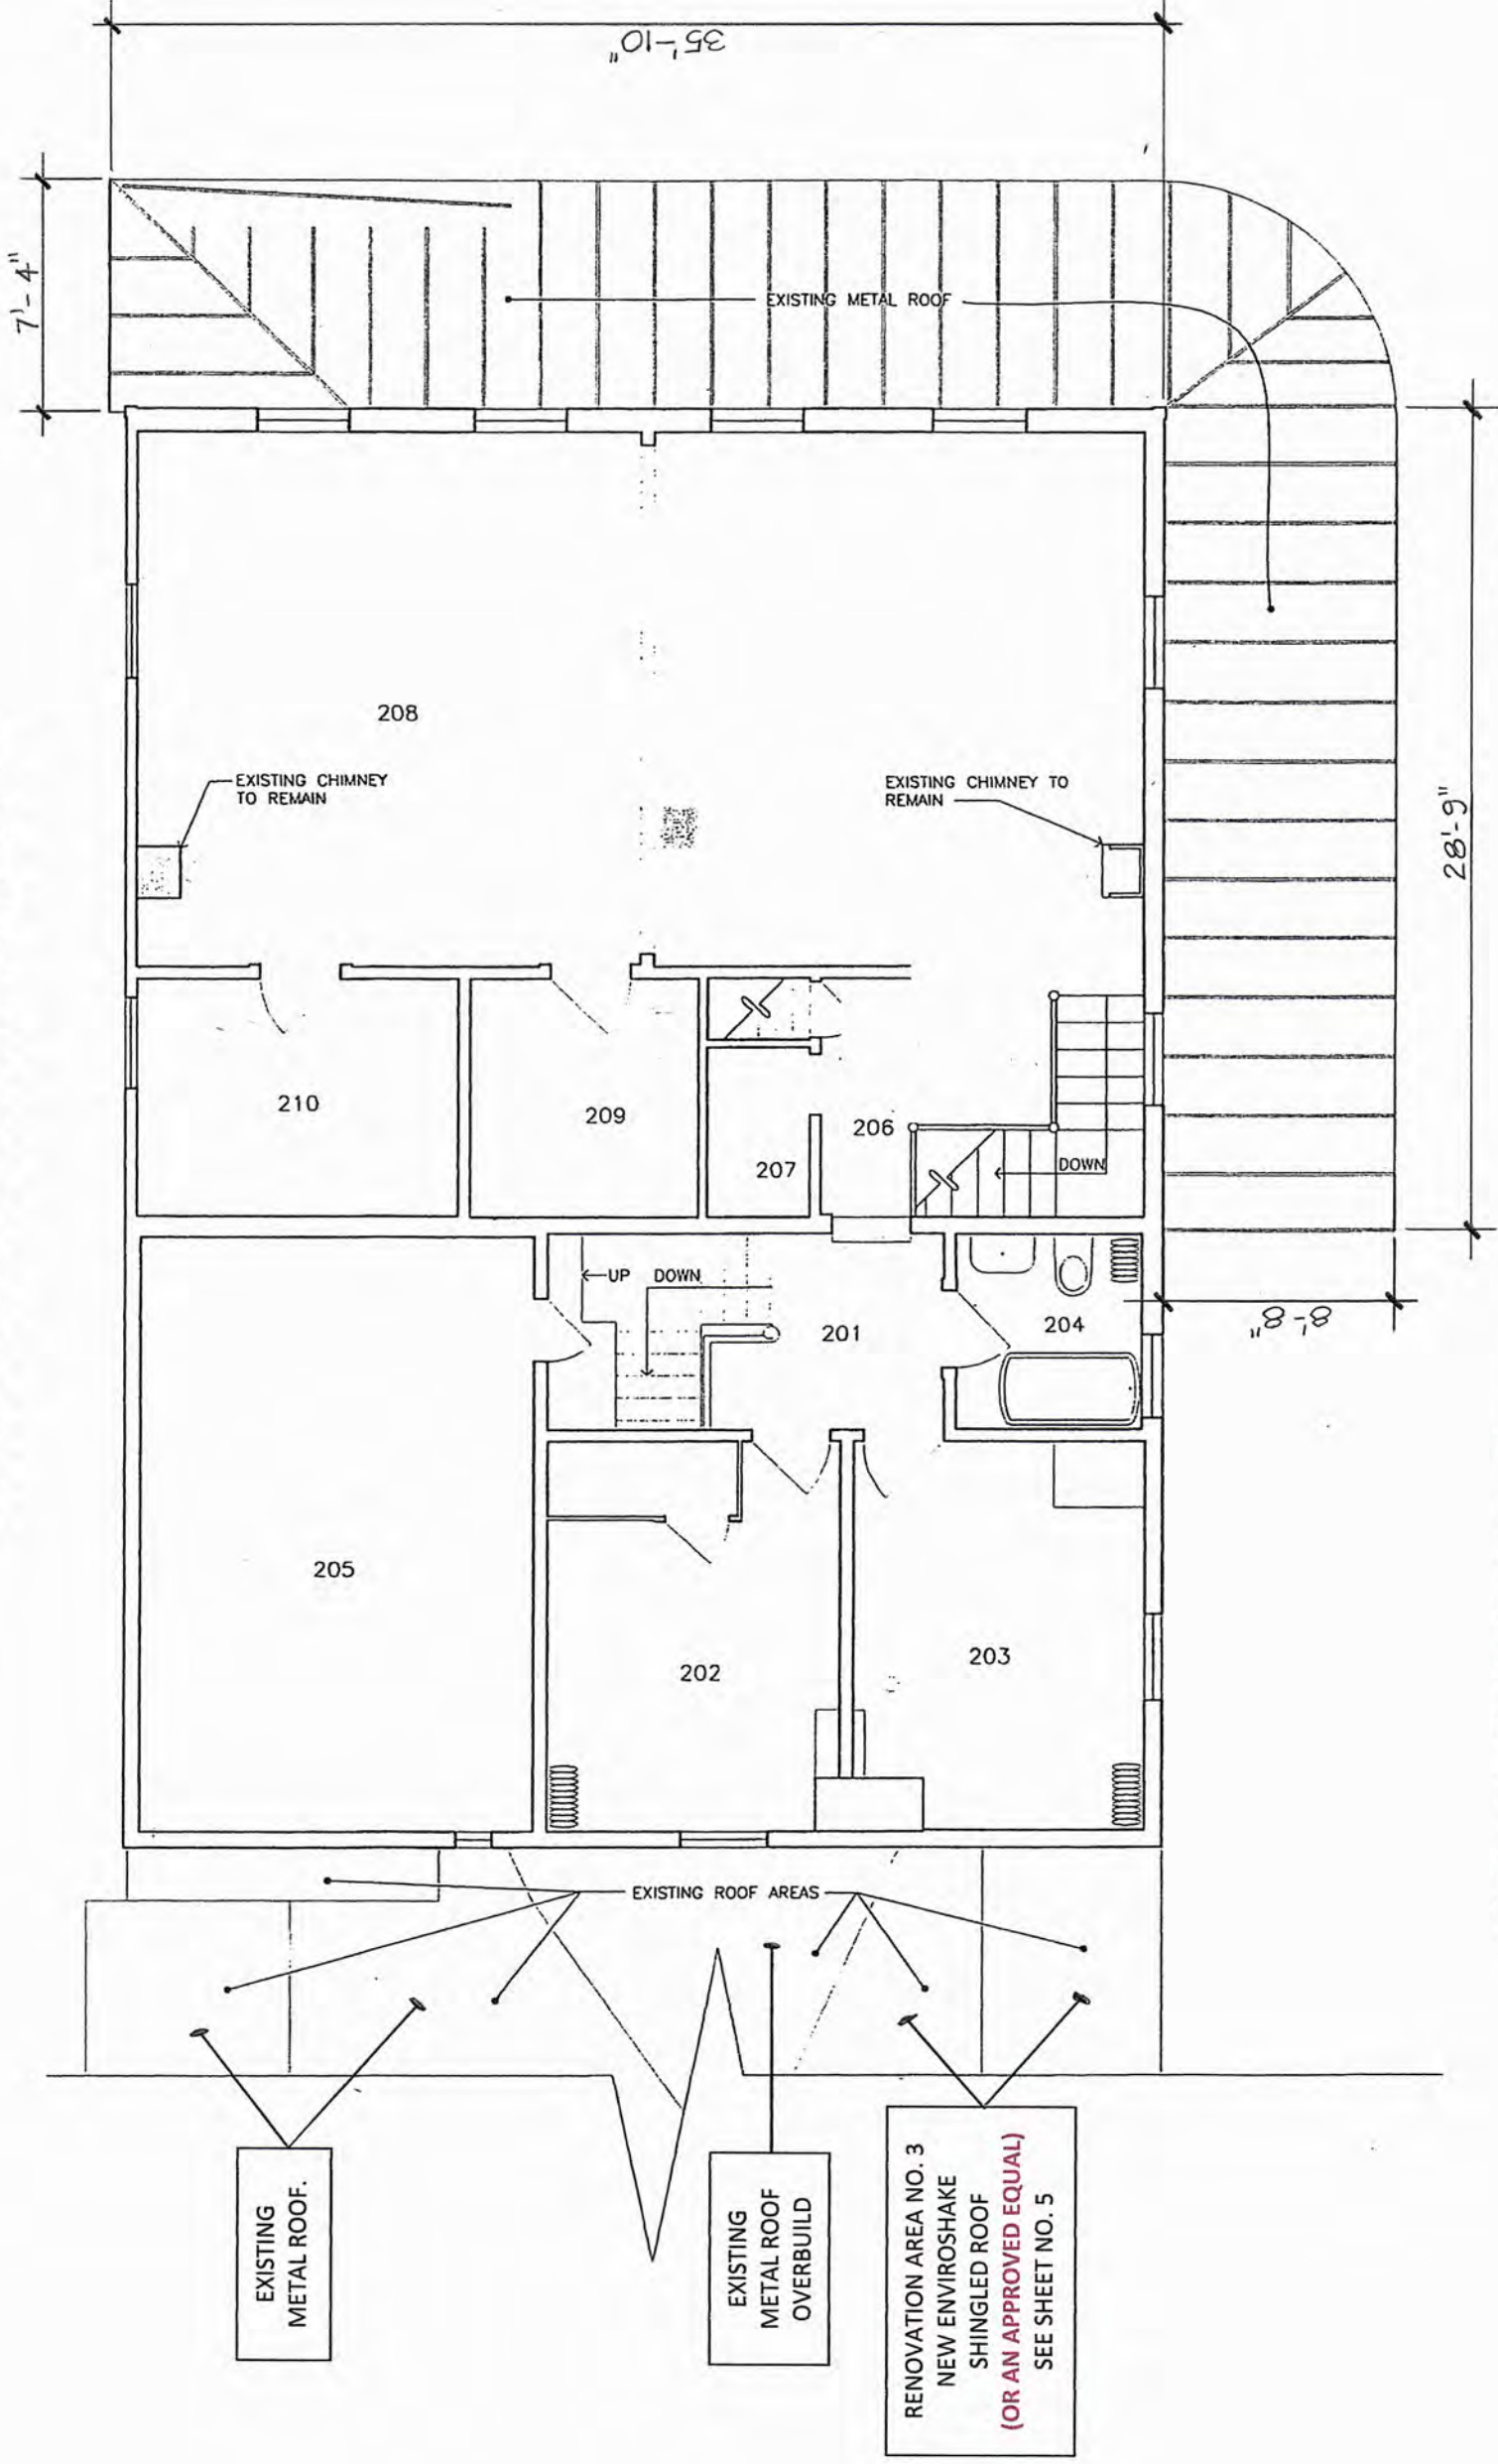 35'-10"
7'-4"
EXISTING METAL ROOF
208
EXISTING CHIMNEY
TO REMAIN
EXISTING CHIMNEY TO
REMAIN
28'-9"
210
209
206
207
DOWN
UP
DOWN
201
204
8'-8"
205
202
203
EXISTING ROOF AREAS
EXISTING
METAL ROOF.
EXISTING
METAL ROOF
OVERBUILD
RENOVATION AREA NO. 3
NEW ENVIROSHAKE
SHINGLED ROOF
(OR AN APPROVED EQUAL)
SEE SHEET NO. 5